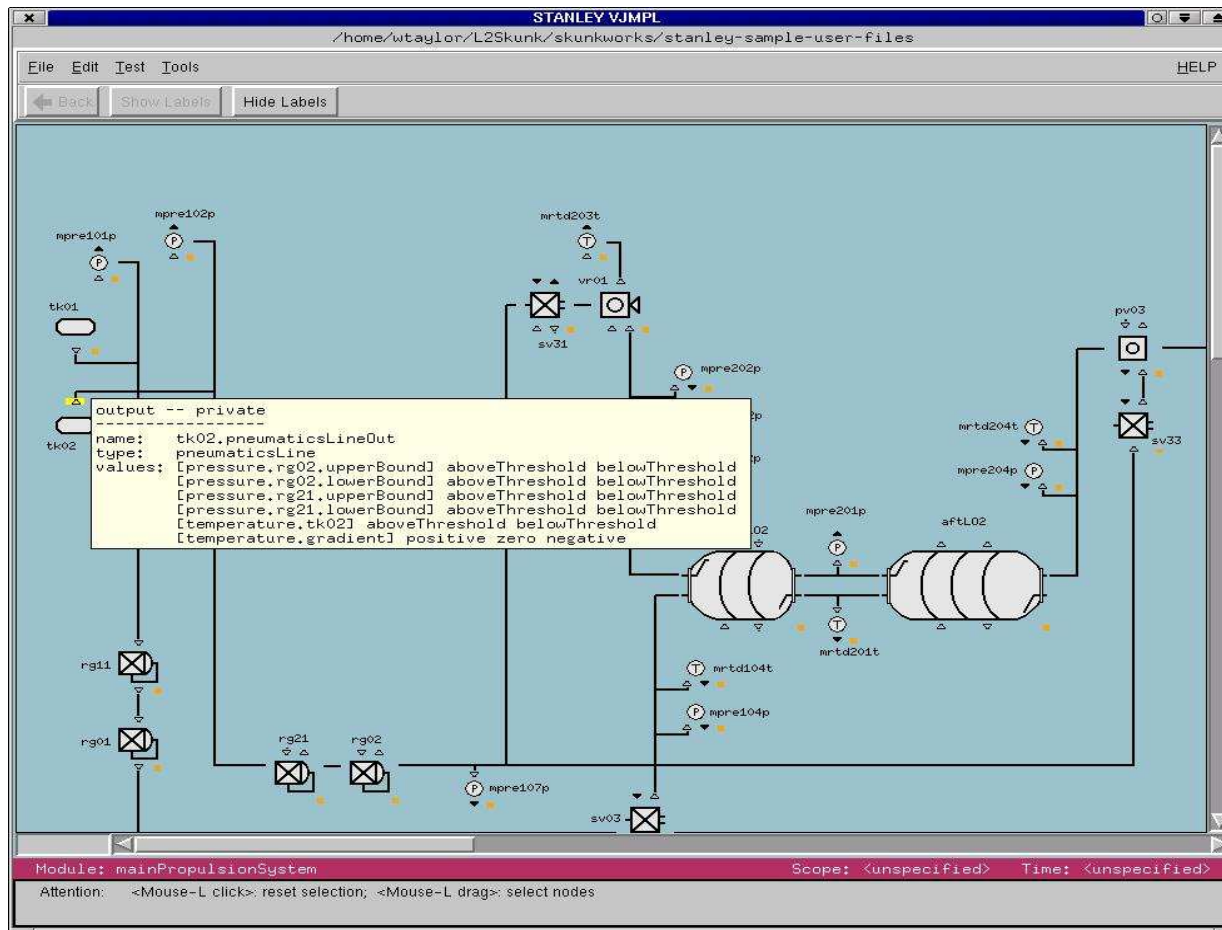 STANLEY VJMPL
/home/wtaylor/L2Skunk/skunkworks/stanley-sample-user-files
File Edit Test Tools HELP
Back Show Labels Hide Labels
mpre102p
mrtd203t
mpre101p
P
T
P
tk01
vr01
pv03
sv31
P mpre202p
output -- private
------------------
name: tk02.pneumaticsLineOut
type: pneumaticsLine
values: [pressure.rg02.upperBound] aboveThreshold belowThreshold
[pressure.rg02.lowerBound] aboveThreshold belowThreshold
[pressure.rg21.upperBound] aboveThreshold belowThreshold
[pressure.rg21.lowerBound] aboveThreshold belowThreshold
[temperature.tk02] aboveThreshold belowThreshold
[temperature.gradient] positive zero negative
tk02
2p
2p
mrtd204t T
sv33
mpre204p P
mpre201p
aftLO2
LO2
P
T
mrtd201t
rg11
T mrtd104t
P mpre104p
rg01
rg21
rg02
P mpre107p
sv03
Module: mainPropulsionSystem Scope: <unspecified> Time: <unspecified>
Attention: <Mouse-L click>: reset selection; <Mouse-L drag>: select nodes